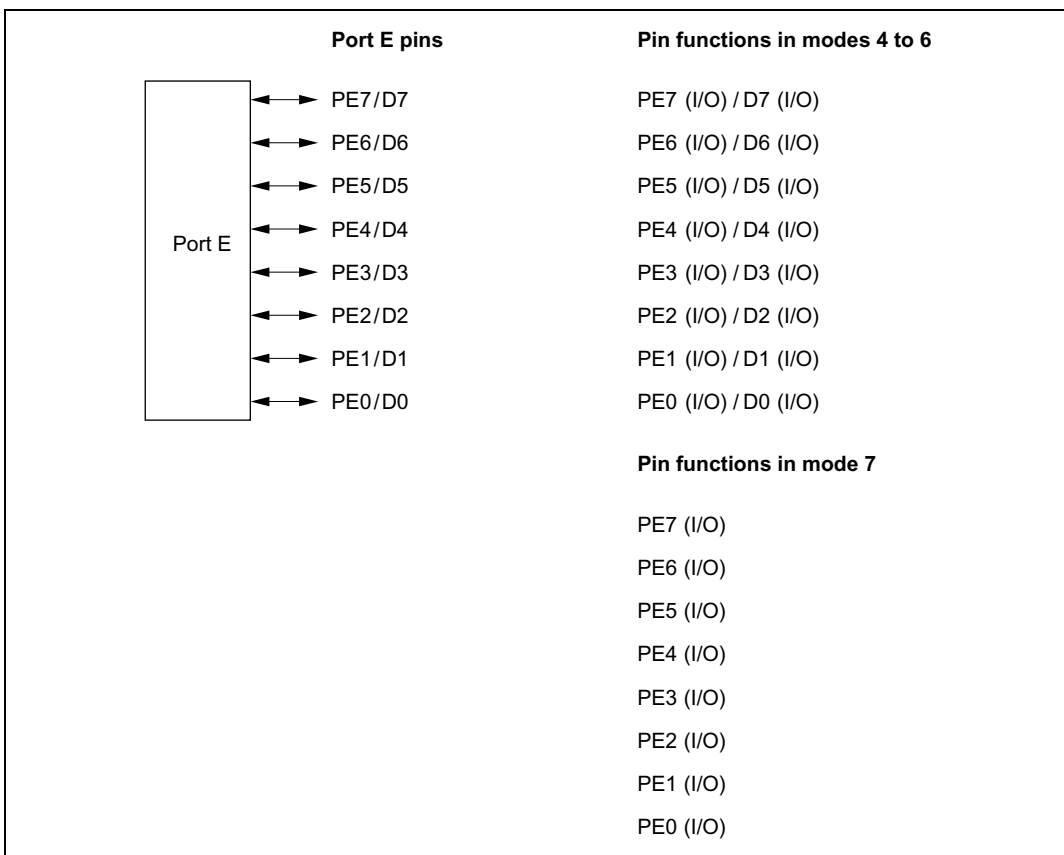 Port E pins Pin functions in modes 4 to 6
PE7/D7 PE7 (I/O) / D7 (I/O)
PE6/D6 PE6 (I/O) / D6 (I/O)
PE5/D5 PE5 (I/O) / D5 (I/O)
PE4/D4 PE4 (I/O) / D4 (I/O)
Port E
PE3/D3 PE3 (I/O) / D3 (I/O)
PE2/D2 PE2 (I/O) / D2 (I/O)
PE1/D1 PE1 (I/O) / D1 (I/O)
PE0/D0 PE0 (I/O) / D0 (I/O)
Pin functions in mode 7
PE7 (I/O)
PE6 (I/O)
PE5 (I/O)
PE4 (I/O)
PE3 (I/O)
PE2 (I/O)
PE1 (I/O)
PE0 (I/O)